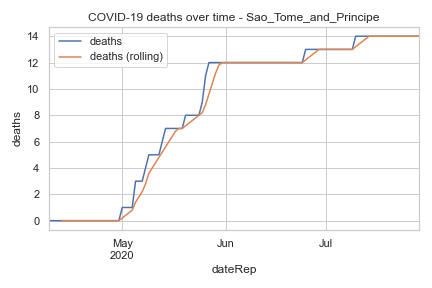 COVID-19 deaths over time - Sao_Tome_and_Principe
deaths
deaths (rolling)
14
12
10
8
6
4
2
0
deaths
May
2020
Jun
Jul
dateRep